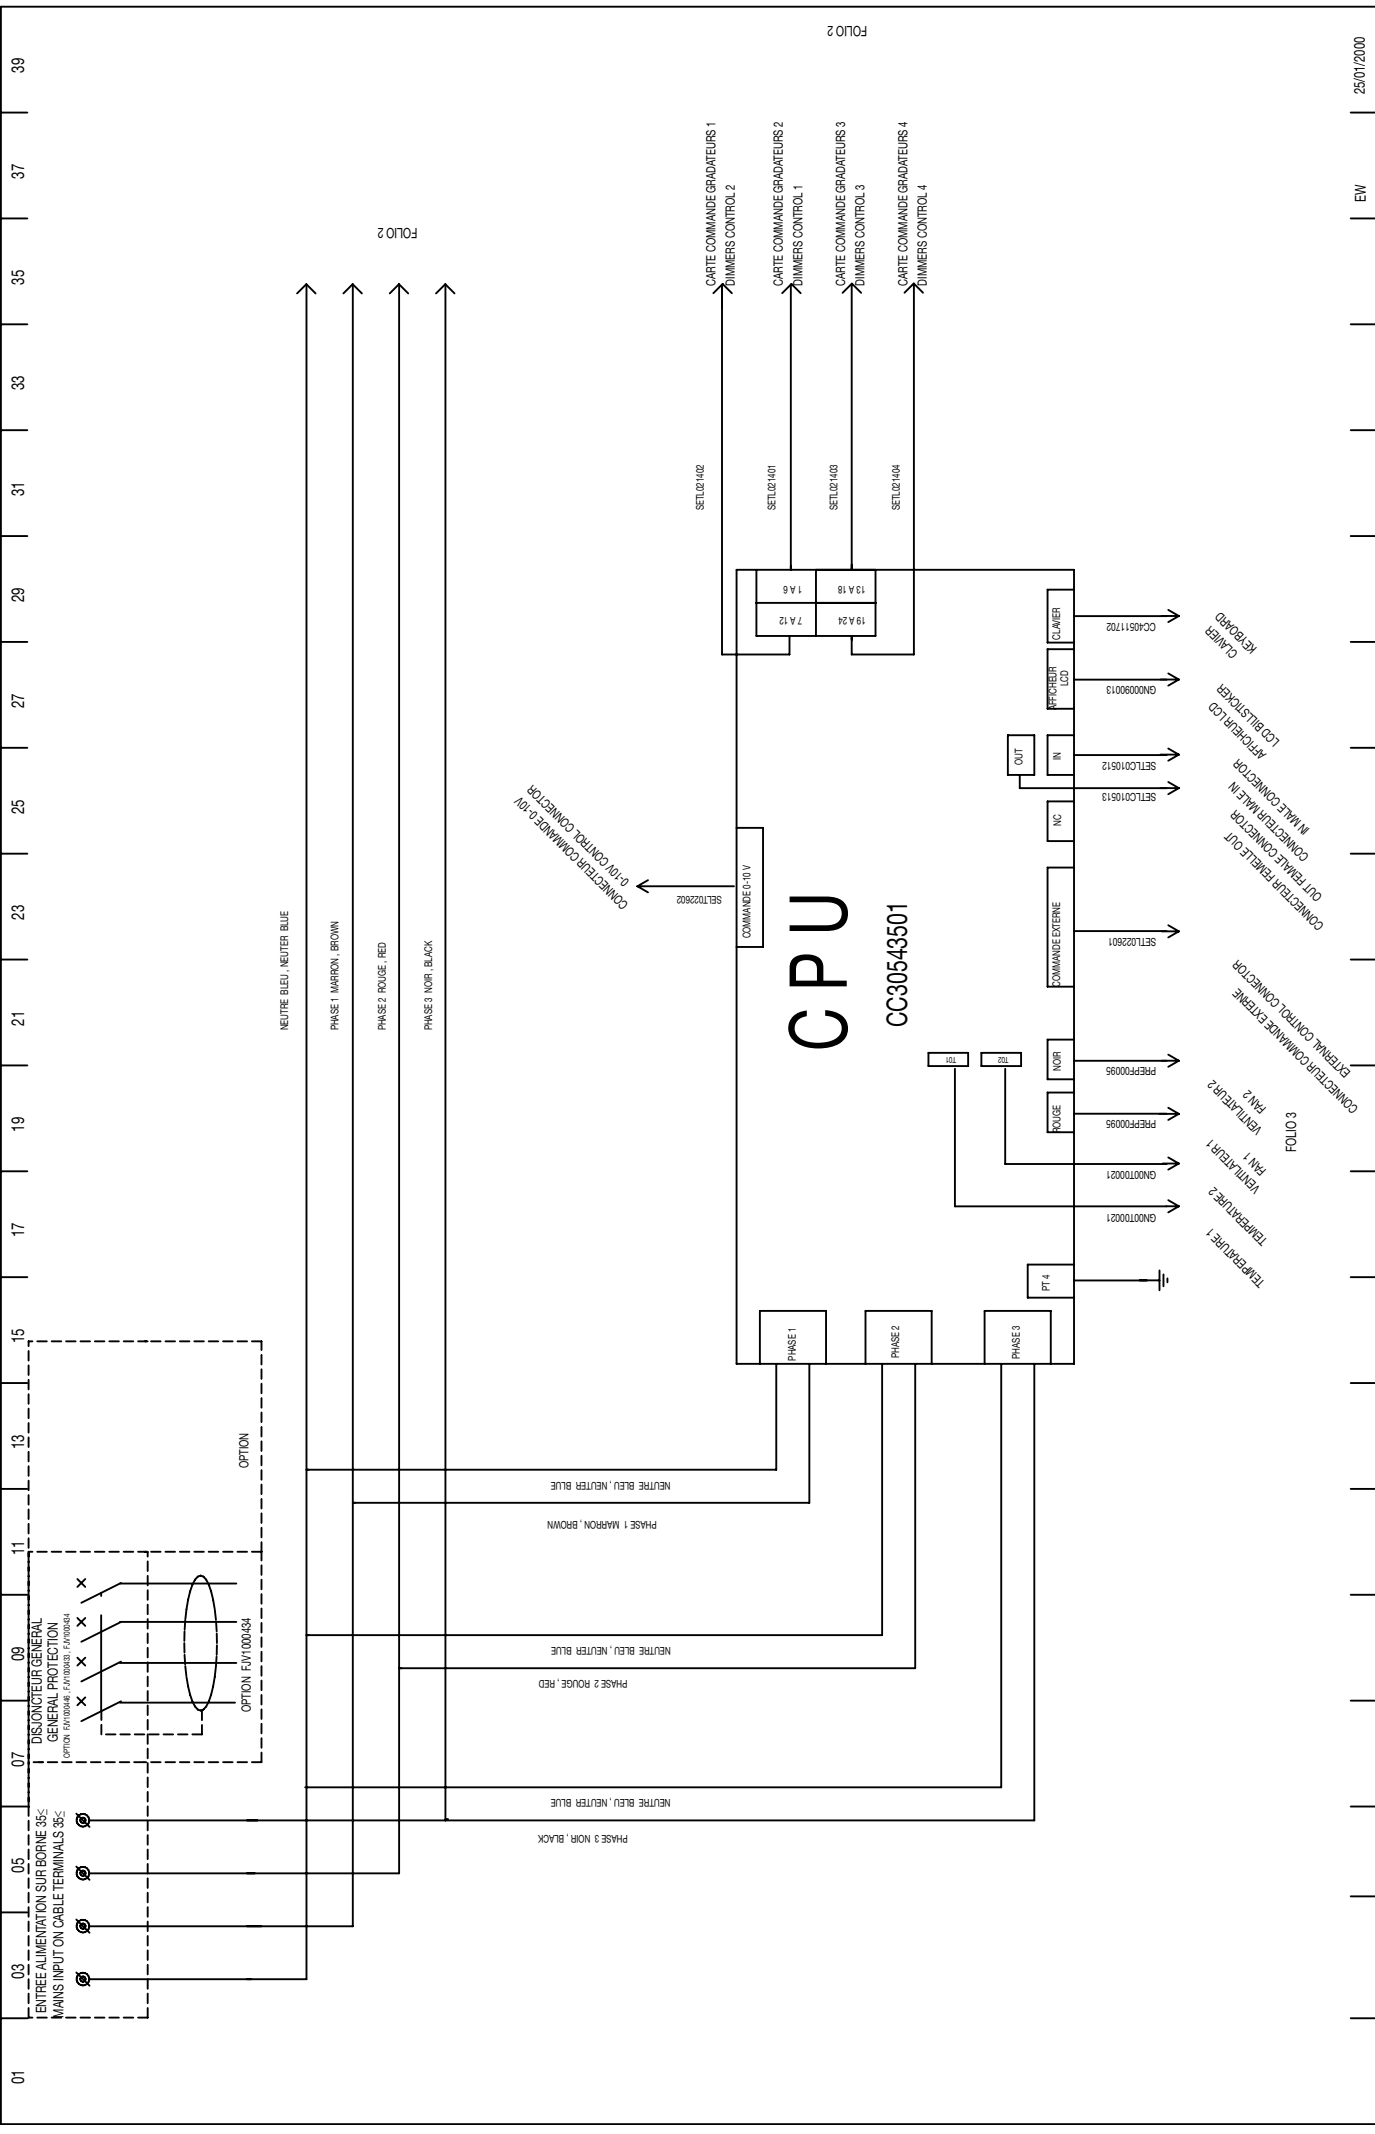 01
03
05
07
09
11
13
15
17
19
21
23
25
27
29
31
33
35
37
39
ENTREE ALIMENTATION SUR BORNE 35≤
MAINS INPUT ON CABLE TERMINALS 35≤
DISJONCTEUR GENERAL
GENERAL PROTECTION
OPTION FJV1000446 , FJV1000433 , FJV1000434
OPTION FJV1000434
OPTION
NEUTRE BLEU , NEUTER BLUE
PHASE 1 MARRON , BROWN
PHASE 2 ROUGE , RED
PHASE 3 NOIR , BLACK
FOLIO 2
NEUTRE BLEU , NEUTER BLUE
PHASE 1 MARRON , BROWN
NEUTRE BLEU , NEUTER BLUE
PHASE 2 ROUGE , RED
NEUTRE BLEU , NEUTER BLUE
PHASE 3 NOIR , BLACK
CONNECTEUR COMMANDE 0-10V
0-10V CONTROL CONNECTOR
SELT022602
COMMANDE 0-10 V
C P U
CC30543501
PHASE 1
PHASE 2
PHASE 3
PT 4
T01
T02
ROUGE
NOIR
COMMANDE EXTERNE
NC
OUT
IN
AFFICHEUR
LCD
CLAVIER
7 A 12
1 A 6
19 A 24
13 A 18
SETL021402
SETL021401
SETL021403
SETL021404
CARTE COMMANDE GRADATEURS 1
DIMMERS CONTROL 2
CARTE COMMANDE GRADATEURS 2
DIMMERS CONTROL 1
CARTE COMMANDE GRADATEURS 3
DIMMERS CONTROL 3
CARTE COMMANDE GRADATEURS 4
DIMMERS CONTROL 4
FOLIO 2
GN00T00021
GN00T00021
PREPF00095
PREPF00095
SETL022601
SETLC010513
SETLC010512
GN00090013
CC40511702
TEMPERATURE 1
TEMPERATURE 2
VENTILATEUR 1
FAN 1
VENTILATEUR 2
FAN 2
CONNECTEUR COMMANDE EXTERNE
EXTERNAL CONTROL CONNECTOR
CONNECTEUR FEMELLE OUT
OUT FEMALE CONNECTOR
CONNECTEUR MALE IN
IN MALE CONNECTOR
AFFICHEUR LCD
LCD BILLSTICKER
CLAVIER
KEYBOARD
FOLIO 3
EW
25/01/2000